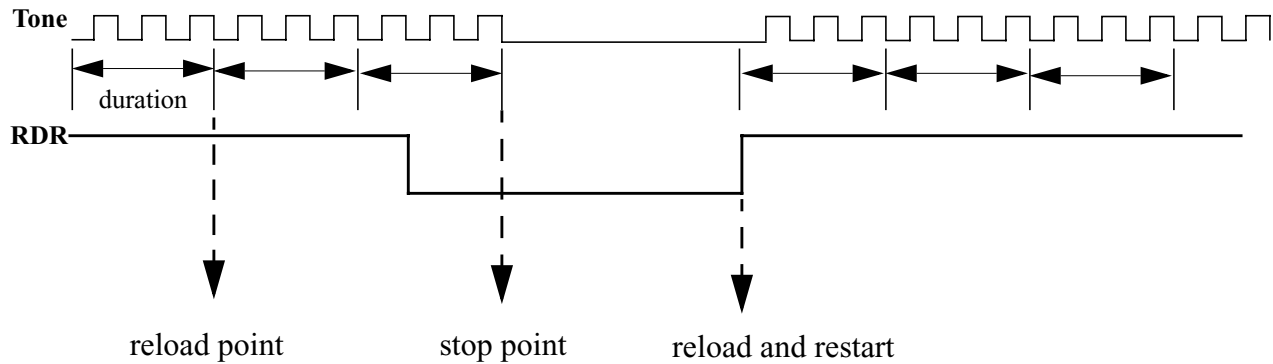 Tone
duration
RDR
reload point
stop point
reload and restart